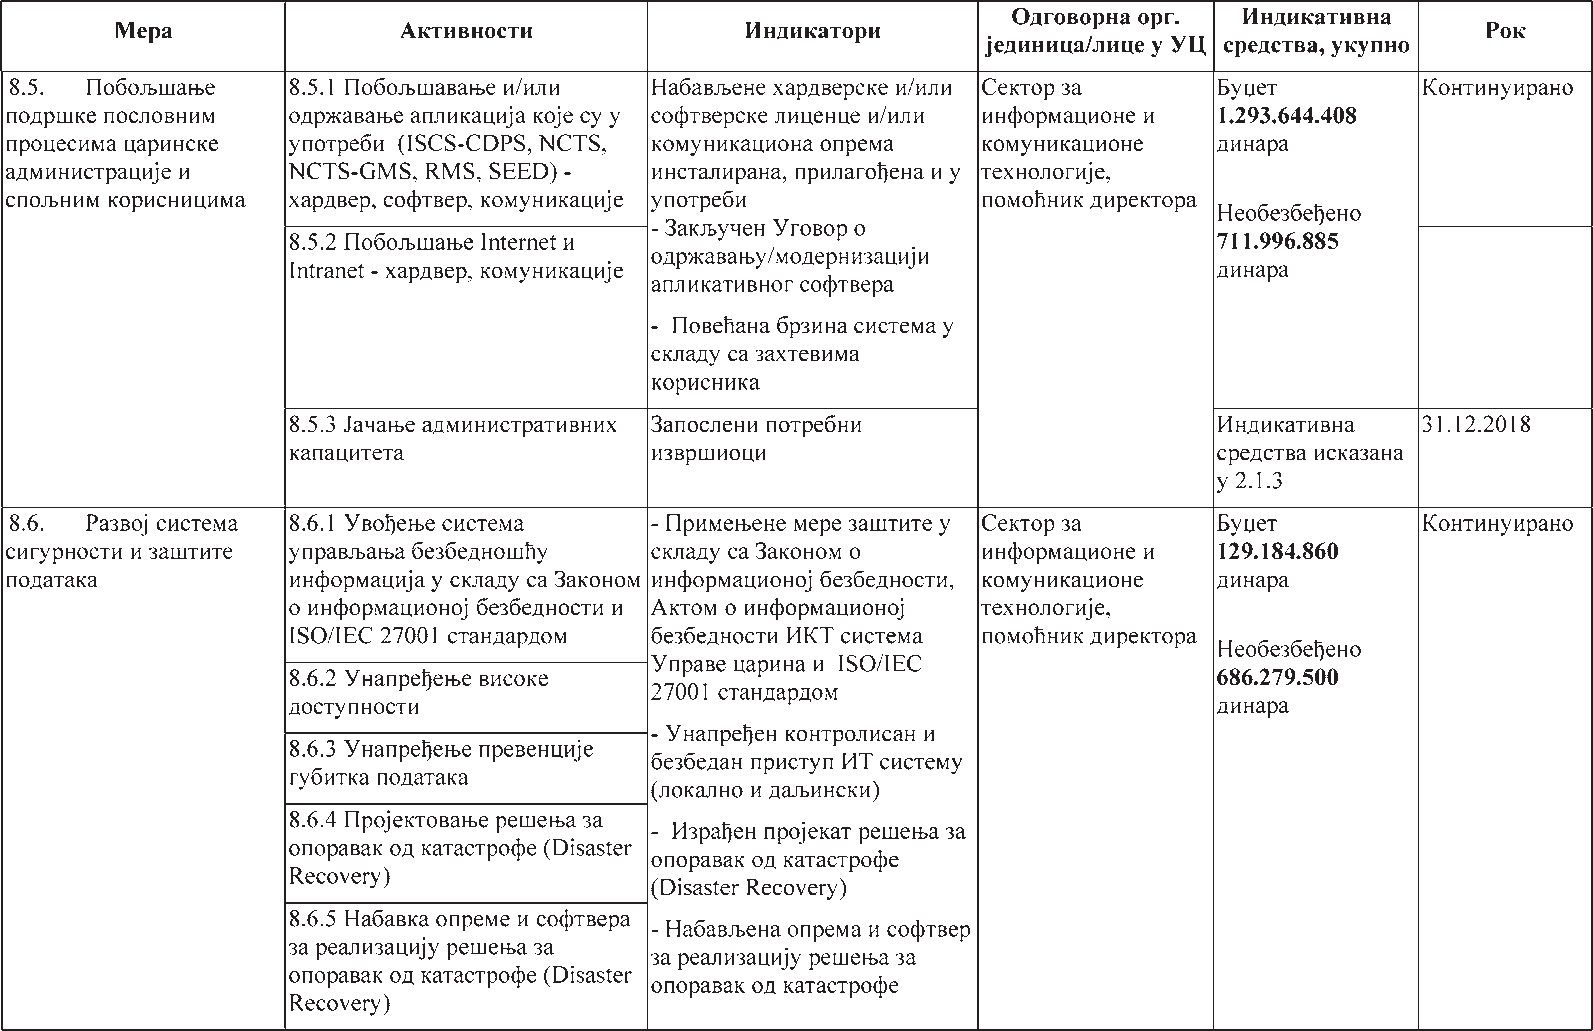 Мера
Активности
Индикатори
Одговорна орг.
јединица/лице у УЦ
Индикативна
средства, укупно
Рок
8.5. Побољшање
подршке пословним
процесима царинске
администрације и
спољним корисницима
8.5.1 Побољшавање и/или
одржавање апликација које су у
употреби (ISCS-CDPS, NCTS,
NCTS-GMS, RMS, SEED) -
хардвер, софтвер, комуникације
8.5.2 Побољшање Internet и
Intranet - хардвер, комуникације
Набављене хардверске и/или
софтверске лиценце и/или
комуникациона опрема
инсталирана, прилагођена и у
употреби
- Закључен Уговор о
одржавању/модернизацији
апликативног софтвера
- Повећана брзина система у
складу са захтевима
корисника
Сектор за
информационе и
комуникационе
технологије,
помоћник директора
Буџет
1.293.644.408
динара
Необезбеђено
711.996.885
динара
Континуирано
8.5.3 Јачање административних
капацитета
Запослени потребни
извршиоци
Индикативна
средства исказана
у 2.1.3
31.12.2018
8.6. Развој система
сигурности и заштите
података
8.6.1 Увођење система
управљања безбедношћу
информација у складу са Законом
о информационој безбедности и
ISO/IEC 27001 стандардом
8.6.2 Унапређење високе
доступности
8.6.3 Унапређење превенције
губитка података
8.6.4 Пројектовање решења за
опоравак од катастрофе (Disaster
Recovery)
8.6.5 Набавка опреме и софтвера
за реализацију решења за
опоравак од катастрофе (Disaster
Recovery)
- Примењене мере заштите у
складу са Законом о
информационој безбедности,
Актом о информационој
безбедности ИКТ система
Управе царина и ISO/IEC
27001 стандардом
- Унапређен контролисан и
безбедан приступ ИТ систему
(локално и даљински)
- Израђен пројекат решења за
опоравак од катастрофе
(Disaster Recovery)
- Набављена опрема и софтвер
за реализацију решења за
опоравак од катастрофе
Сектор за
информационе и
комуникационе
технологије,
помоћник директора
Буџет
129.184.860
динара
Необезбеђено
686.279.500
динара
Континуирано